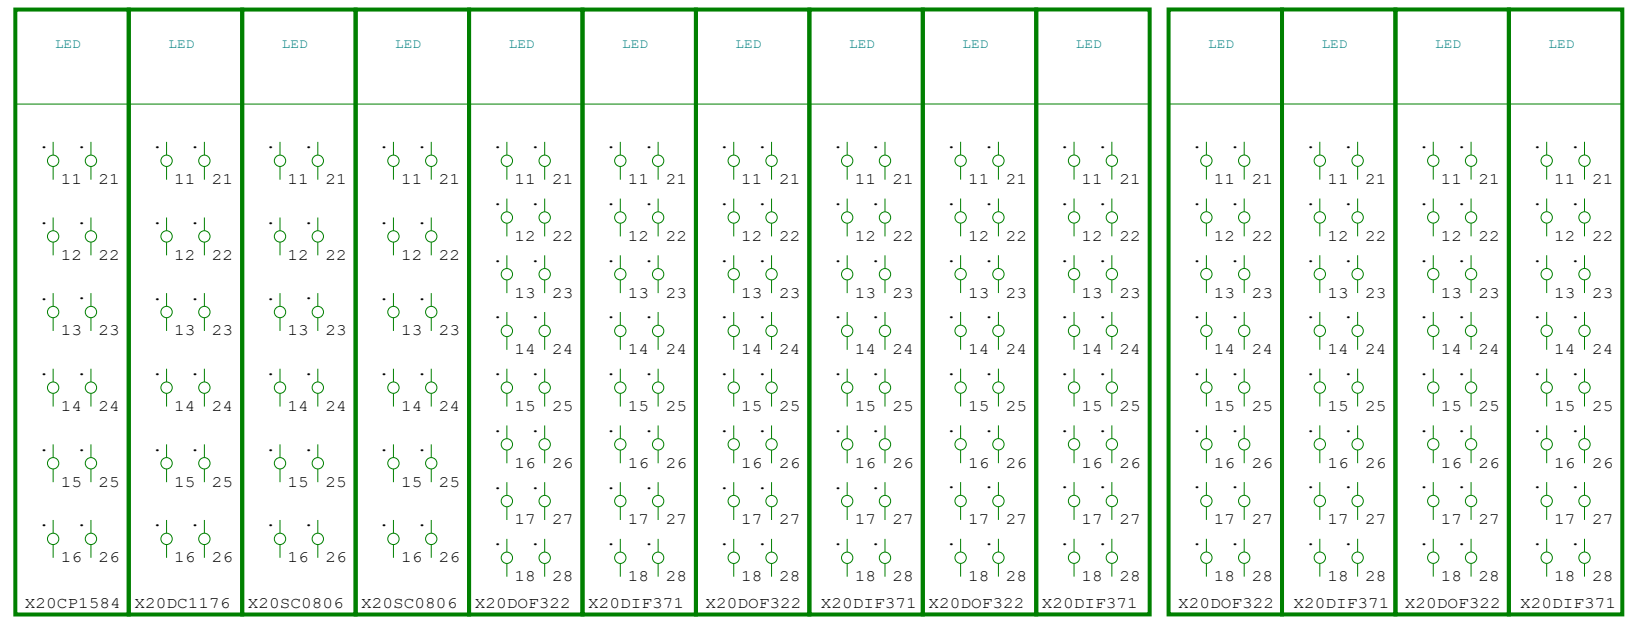 LED LED LED LED LED LED LED LED LED LED LED LED LED LED
11 21 11 21 11 21 11 21 11 21 11 21 11 21 11 21 11 21 11 21 11 21 11 21 11 21 11 21
12 22 12 22 12 22 12 22 12 22 12 22 12 22 12 22 12 22 12 22
12 22 12 22 12 22 12 22
13 23 13 23 13 23 13 23 13 23 13 23 13 23 13 23 13 23 13 23
13 23 13 23 13 23 13 23
14 24 14 24 14 24 14 24 14 24 14 24 14 24 14 24 14 24 14 24
14 24 14 24 14 24 14 24 15 25 15 25 15 25 15 25 15 25 15 25 15 25 15 25 15 25 15 25
16 26 16 26 16 26 16 26 16 26 16 26 16 26 16 26 16 26 16 26
15 25 15 25 15 25 15 25
17 27 17 27 17 27 17 27 17 27 17 27 17 27 17 27 17 27 17 27
16 26 16 26 16 26 16 26
18 28 18 28 18 28 18 28 18 28 18 28 18 28 18 28 18 28 18 28
X20CP1584 X20DC1176 X20SC0806 X20SC0806 X20DOF322 X20DIF371 X20DOF322 X20DIF371 X20DOF322 X20DIF371 X20DOF322 X20DIF371 X20DOF322 X20DIF371